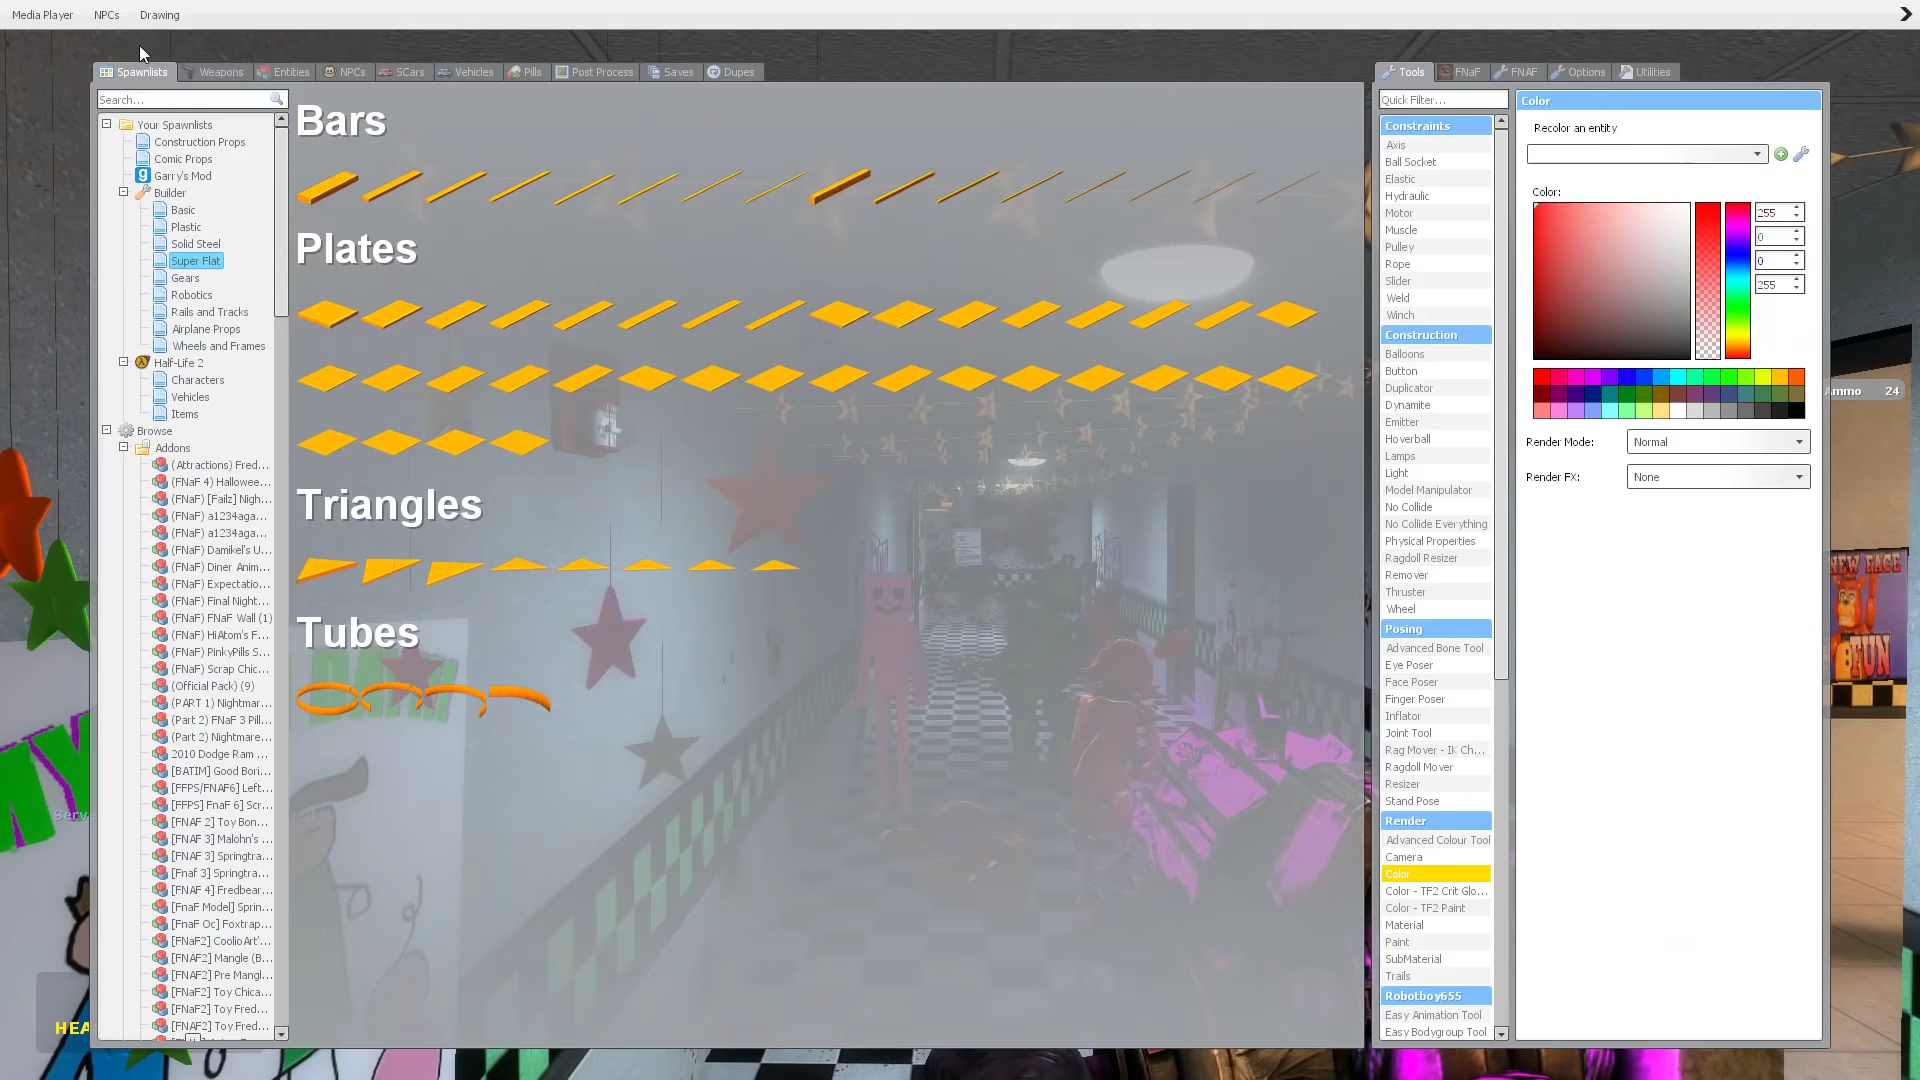 Media Player NPCs Drawing
Spawnlists Weapons Entities NPCs SCars Vehicles Pills Post Process Saves Dupes
Search...
Your Spawnlists
Construction Props
Comic Props
Garry's Mod
Builder
Basic
Plastic
Solid Steel
Super Flat
Gears
Robotics
Rails and Tracks
Airplane Props
Wheels and Frames
Half-Life 2
Characters
Vehicles
Items
Browse
Addons
(Attractions) Fred...
(FNaF 4) Hallowee...
(FNaF) [Failz] Nigh...
(FNaF) a1234aga...
(FNaF) a1234aga...
(FNaF) Damikel's U...
(FNaF) Diner Anim...
(FNaF) Expectatio...
(FNaF) Final Night...
(FNaF) FNaF Wall (1)
(FNaF) HiAtom's F...
(FNaF) PinkyPills S...
(FNaF) Scrap Chic...
(Official Pack) (9)
(PART 1) Nightmar...
(Part 2) FNaF 3 Pill...
(Part 2) Nightmare...
2010 Dodge Ram ...
[BATIM] Good Bori...
[FFPS/FNAF6] Left...
[FFPS] FnaF 6] Scr...
[FNAF 2] Toy Bon...
[FNAF 3] Malohn's ...
[FNAF 3] Springtra...
[Fnaf 3] Springtra...
[FNAF 4] Fredbear...
[FnaF Model] Sprin...
[FnaF Oc] Foxtrap...
[FNaF2] CoolioArt'...
[FNAF2] Mangle (B...
[FNAF2] Pre Mangl...
[FNaF2] Toy Chica...
[FNaF2] Toy Fred...
[FNAF2] Toy Fred...
Bars
Plates
Triangles
Tubes
Tools FNaF FNAF Options Utilities
Quick Filter...
Constraints
Axis
Ball Socket
Elastic
Hydraulic
Motor
Muscle
Pulley
Rope
Slider
Weld
Winch
Construction
Balloons
Button
Duplicator
Dynamite
Emitter
Hoverball
Lamps
Light
Model Manipulator
No Collide
No Collide Everything
Physical Properties
Ragdoll Resizer
Remover
Thruster
Wheel
Posing
Advanced Bone Tool
Eye Poser
Face Poser
Finger Poser
Inflator
Joint Tool
Rag Mover - IK Ch...
Ragdoll Mover
Resizer
Stand Pose
Render
Advanced Colour Tool
Camera
Color
Color - TF2 Crit Glo...
Color - TF2 Paint
Material
Paint
SubMaterial
Trails
Robotboy655
Easy Animation Tool
Easy Bodygroup Tool
Color
Recolor an entity
Color:
255
0
0
255
Render Mode: Normal
Render FX: None
Ammo 24
NEW FACE
FUN
HEA
Serv